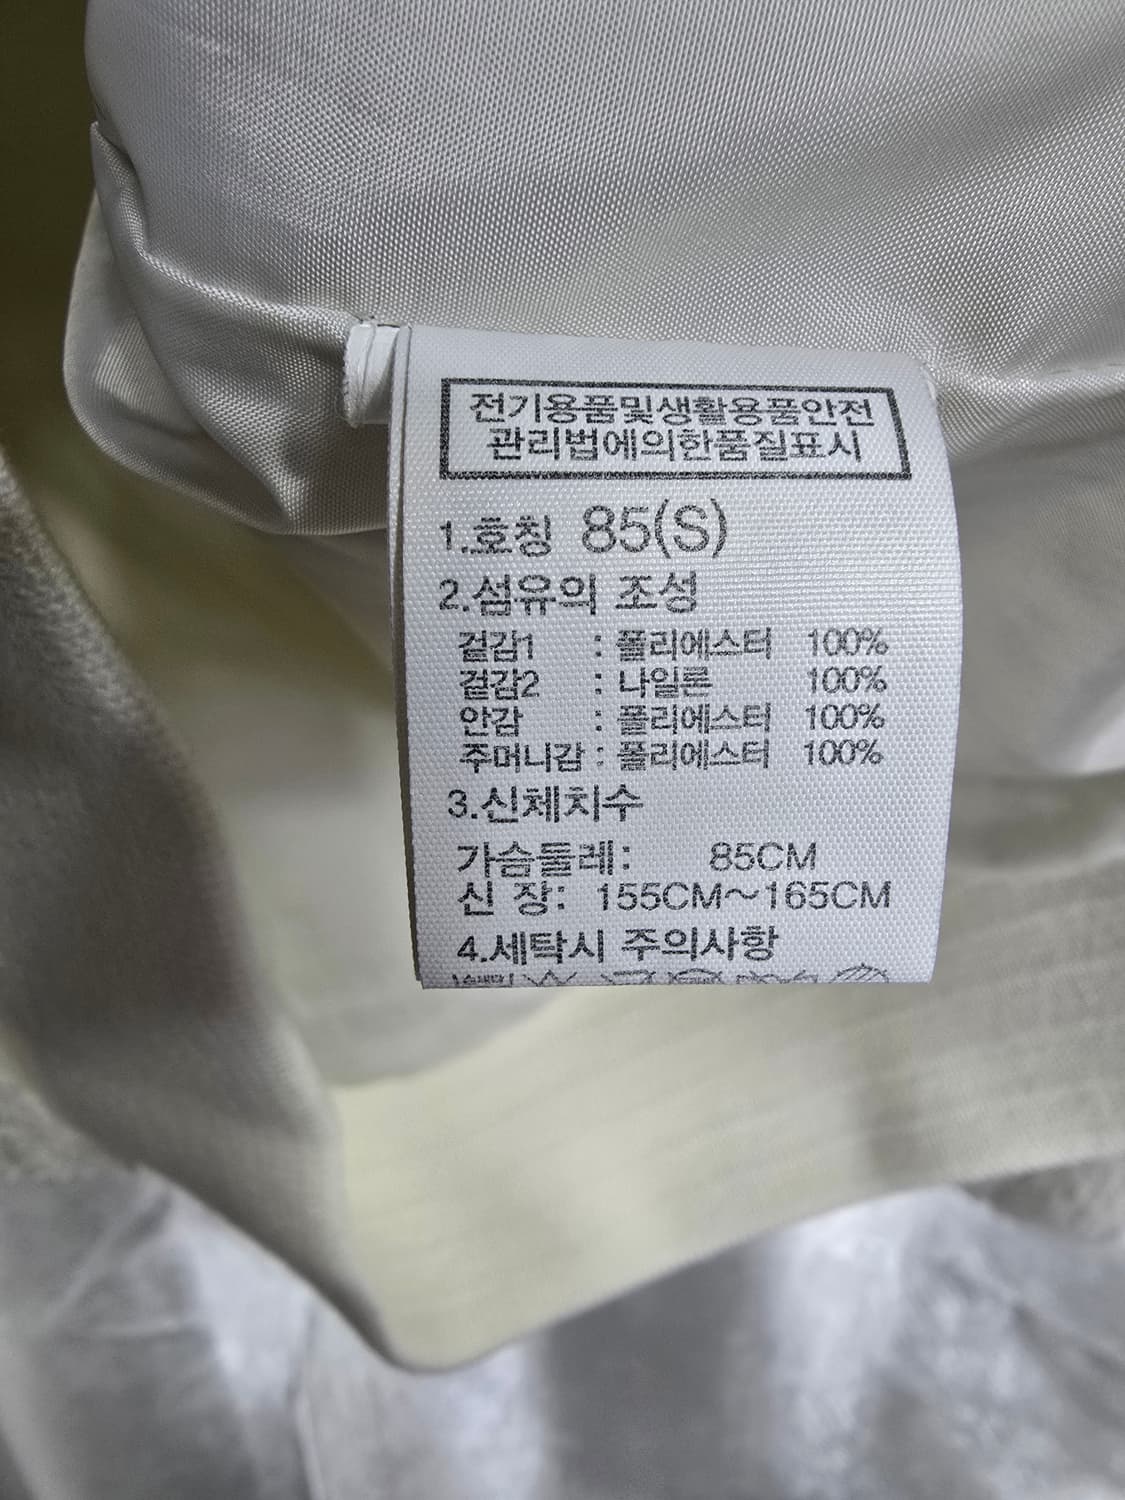 전기용품및생활용품안전
관리법에의한품질표시
1.호칭 85(S)
2.섬유의 조성
겉감1 : 폴리에스터 100%
겉감2 : 나일론 100%
안감 : 폴리에스터 100%
주머니감 : 폴리에스터 100%
3.신체치수
가슴둘레: 85CM
신 장: 155CM~165CM
4.세탁시 주의사항